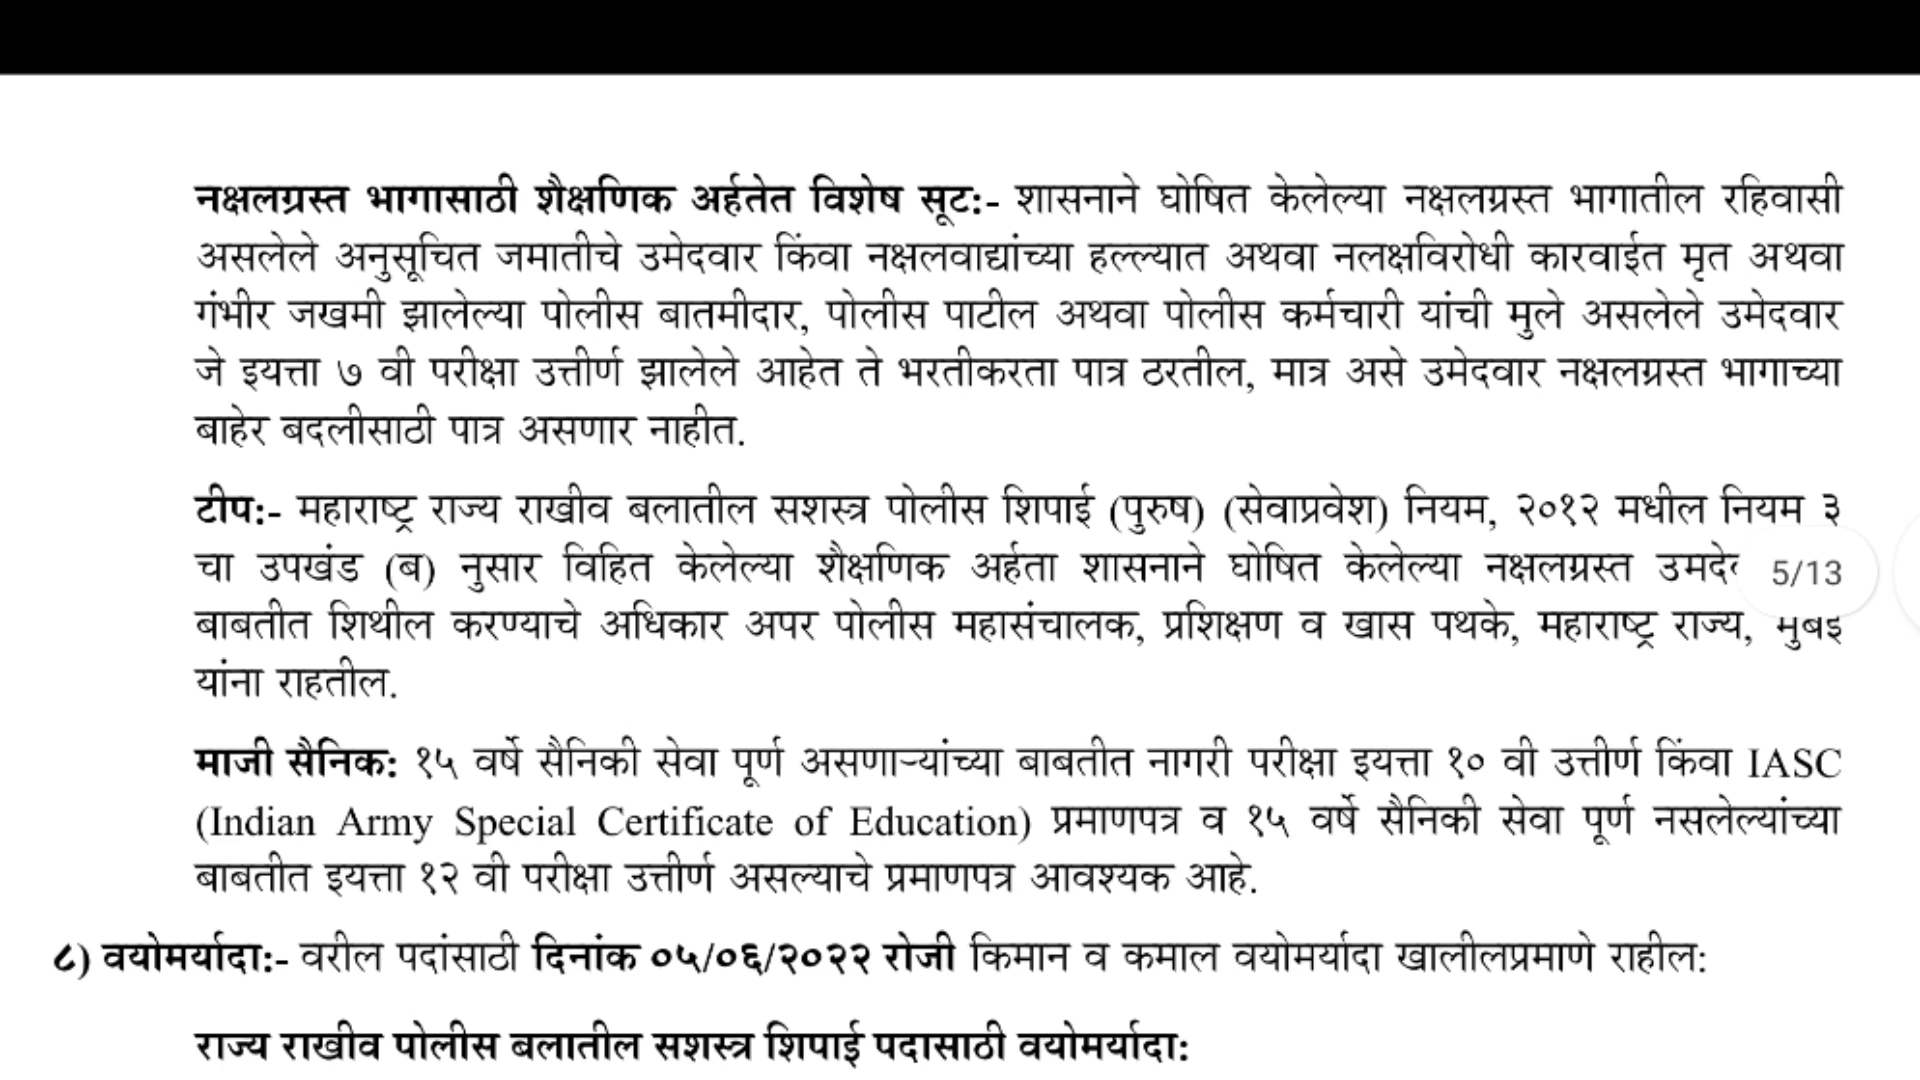 नक्षलग्रस्त भागासाठी शैक्षणिक अर्हतेत विशेष सूट:- शासनाने घोषित केलेल्या नक्षलग्रस्त भागातील रहिवासी
असलेले अनुसूचित जमातीचे उमेदवार किंवा नक्षलवाद्यांच्या हल्ल्यात अथवा नलक्षविरोधी कारवाईत मृत अथवा
गंभीर जखमी झालेल्या पोलीस बातमीदार, पोलीस पाटील अथवा पोलीस कर्मचारी यांची मुले असलेले उमेदवार
जे इयत्ता ७ वी परीक्षा उत्तीर्ण झालेले आहेत ते भरतीकरता पात्र ठरतील, मात्र असे उमेदवार नक्षलग्रस्त भागाच्या
बाहेर बदलीसाठी पात्र असणार नाहीत.
टीप:- महाराष्ट्र राज्य राखीव बलातील सशस्त्र पोलीस शिपाई (पुरुष) (सेवाप्रवेश) नियम, २०१२ मधील नियम ३
चा उपखंड (ब) नुसार विहित केलेल्या शैक्षणिक अर्हता शासनाने घोषित केलेल्या नक्षलग्रस्त 5/13
बाबतीत शिथील करण्याचे अधिकार अपर पोलीस महासंचालक, प्रशिक्षण व खास पथके, महाराष्ट्र राज्य, मुंबई
यांना राहतील.
माजी सैनिक: १५ वर्षे सैनिकी सेवा पूर्ण असणाऱ्यांच्या बाबतीत नागरी परीक्षा इयत्ता १० वी उत्तीर्ण किंवा IASC
(Indian Army Special Certificate of Education) प्रमाणपत्र व १५ वर्षे सैनिकी सेवा पूर्ण नसलेल्यांच्या
बाबतीत इयत्ता १२ वी परीक्षा उत्तीर्ण असल्याचे प्रमाणपत्र आवश्यक आहे.
८) वयोमर्यादा:- वरील पदांसाठी दिनांक ०५/०६/२०२२ रोजी किमान व कमाल वयोमर्यादा खालीलप्रमाणे राहील:
राज्य राखीव पोलीस बलातील सशस्त्र शिपाई पदासाठी वयोमर्यादा: